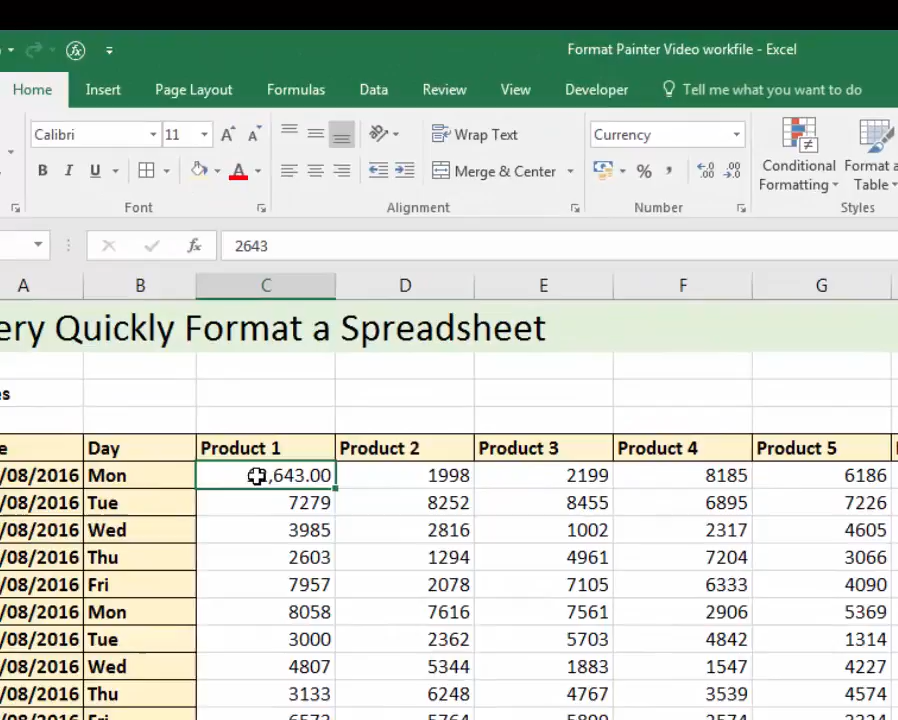 Format Painter Video workfile - Excel
Home Insert Page Layout Formulas Data Review View Developer Tell me what you want to do
Calibri 11 A A Wrap Text Currency Conditional Format a
B I U A Merge & Center % , .0 .00 .00 .0 Formatting Table
Font Alignment Number Styles
fx 2643
A B C D E F G
ery Quickly Format a Spreadsheet
es
e Day Product 1 Product 2 Product 3 Product 4 Product 5
/08/2016 Mon ,643.00 1998 2199 8185 6186
/08/2016 Tue 7279 8252 8455 6895 7226
/08/2016 Wed 3985 2816 1002 2317 4605
/08/2016 Thu 2603 1294 4961 7204 3066
/08/2016 Fri 7957 2078 7105 6333 4090
/08/2016 Mon 8058 7616 7561 2906 5369
/08/2016 Tue 3000 2362 5703 4842 1314
/08/2016 Wed 4807 5344 1883 1547 4227
/08/2016 Thu 3133 6248 4767 3539 4574